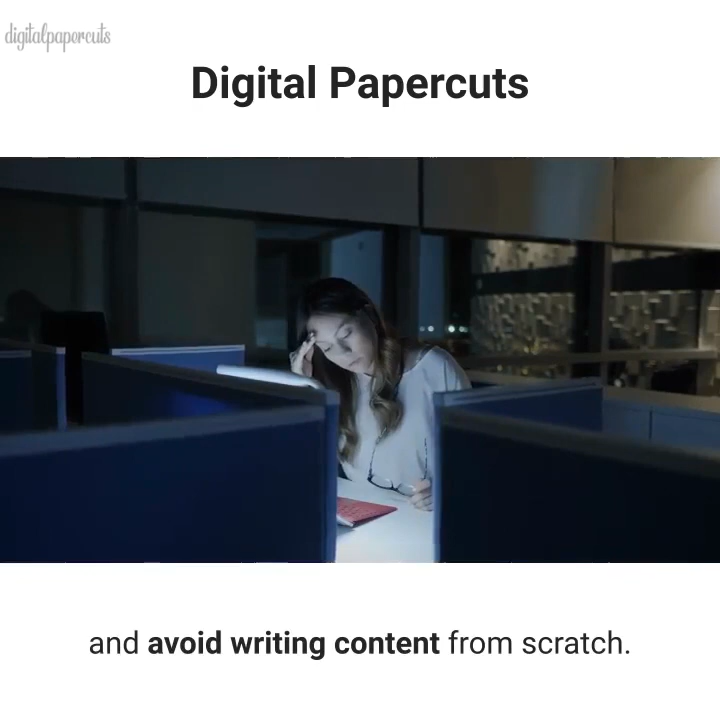 digitalpapercuts
Digital Papercuts
and avoid writing content from scratch.